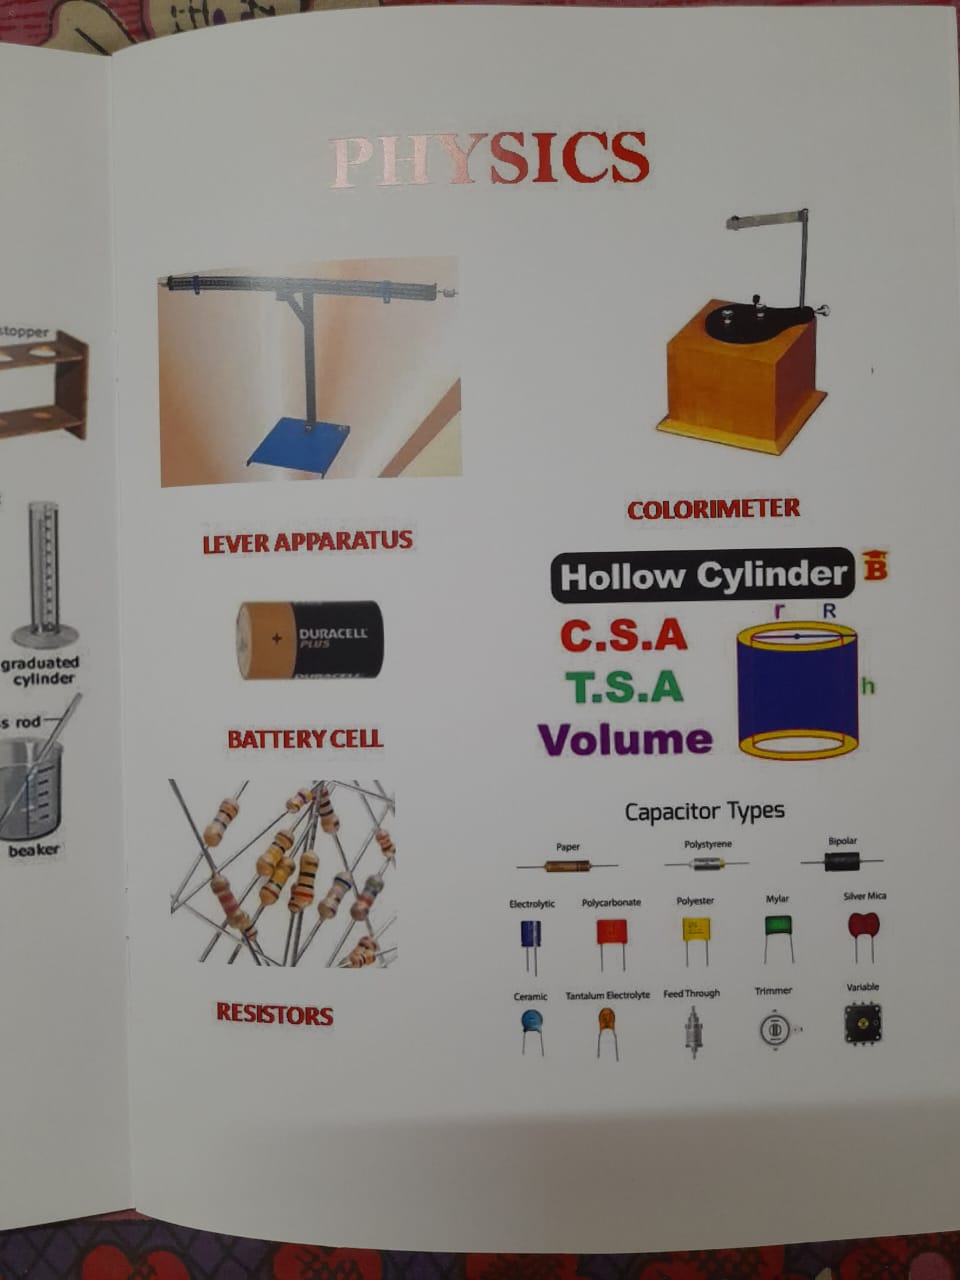 stopper
graduated
cylinder
s rod
beaker
PHYSICS
LEVER APPARATUS
COLORIMETER
DURACELL
PLUS
DURACELL
BATTERY CELL
Hollow Cylinder B
C.S.A
T.S.A
Volume
r R
h
RESISTORS
Capacitor Types
Paper Polystyrene Bipolar
Electrolytic Polycarbonate Polyester Mylar Silver Mica
Ceramic Tantalum Electrolyte Feed Through Trimmer Variable